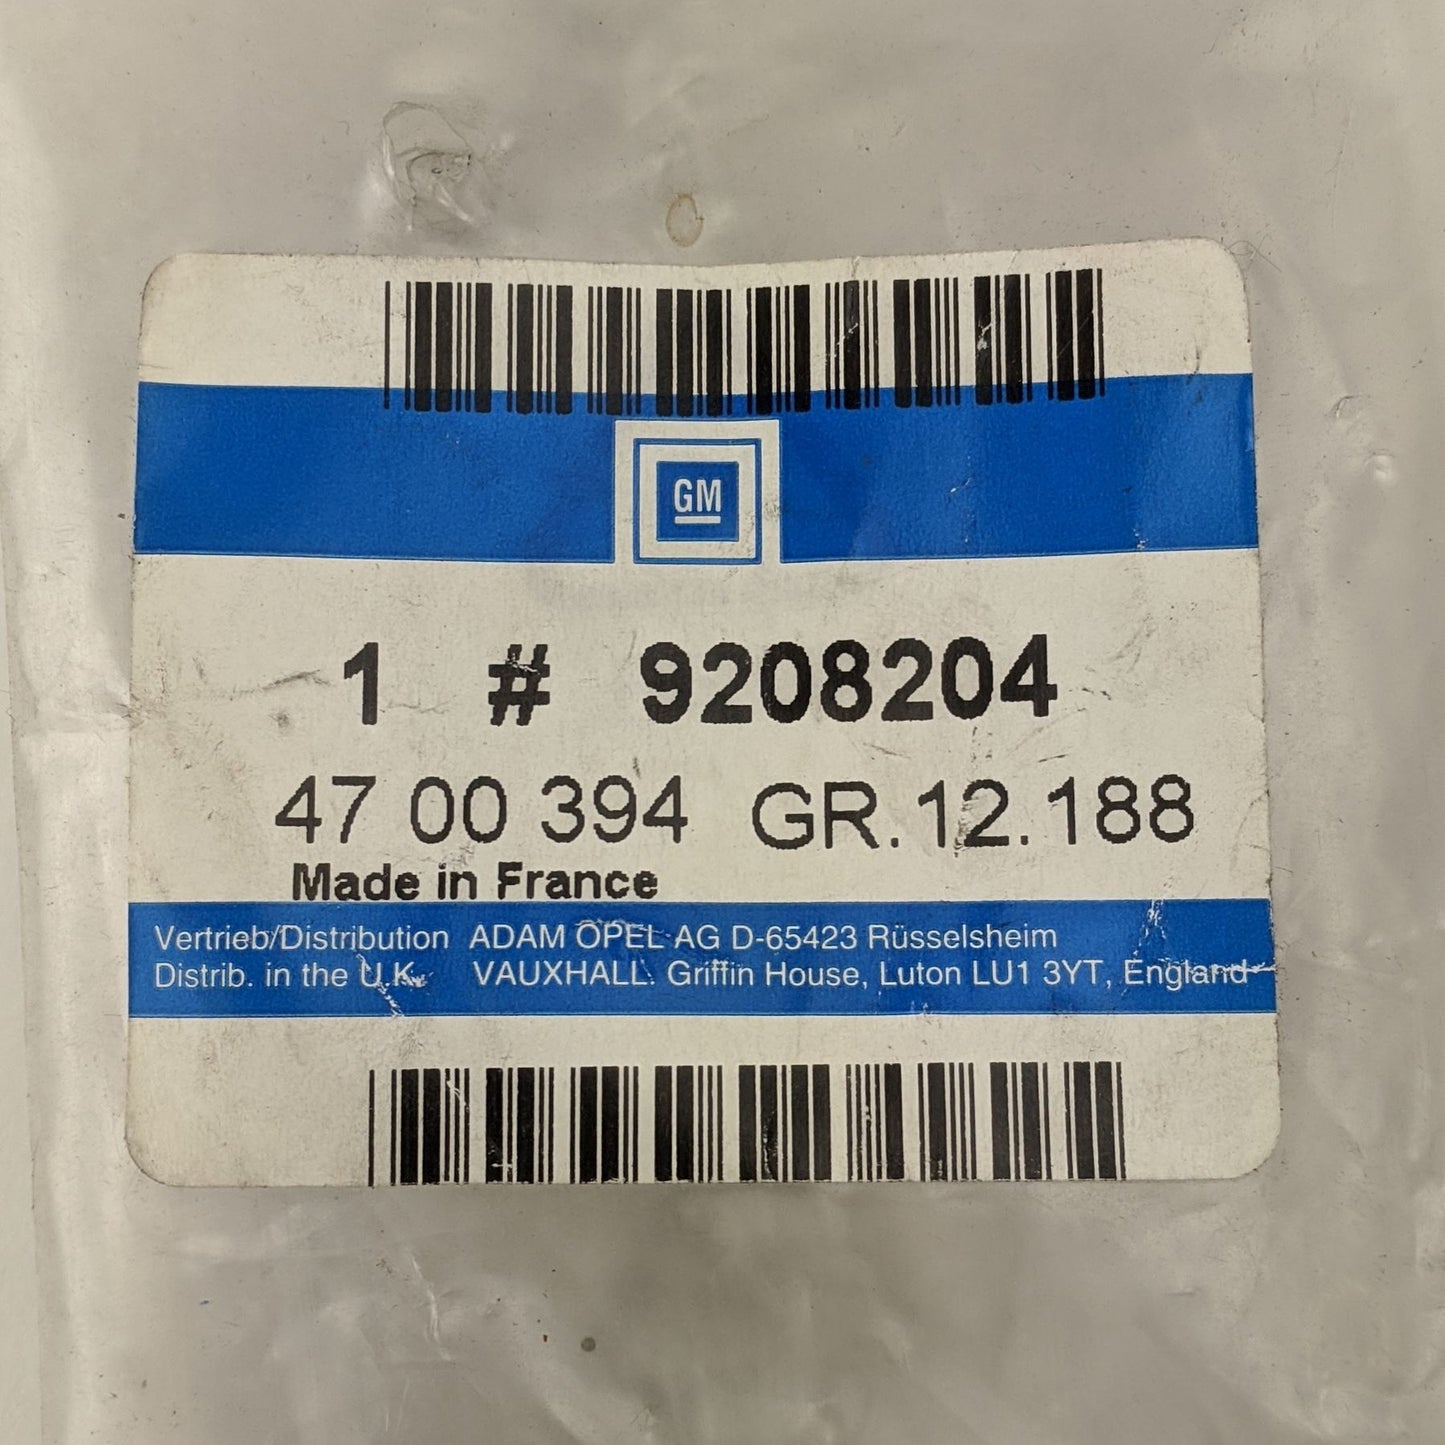 GM
1 # 9208204
47 00 394 GR.12.188
Made in France
Vertrieb/Distribution ADAM OPEL AG D-65423 Rüsselsheim
Distrib. in the U.K. VAUXHALL. Griffin House, Luton LU1 3YT, England